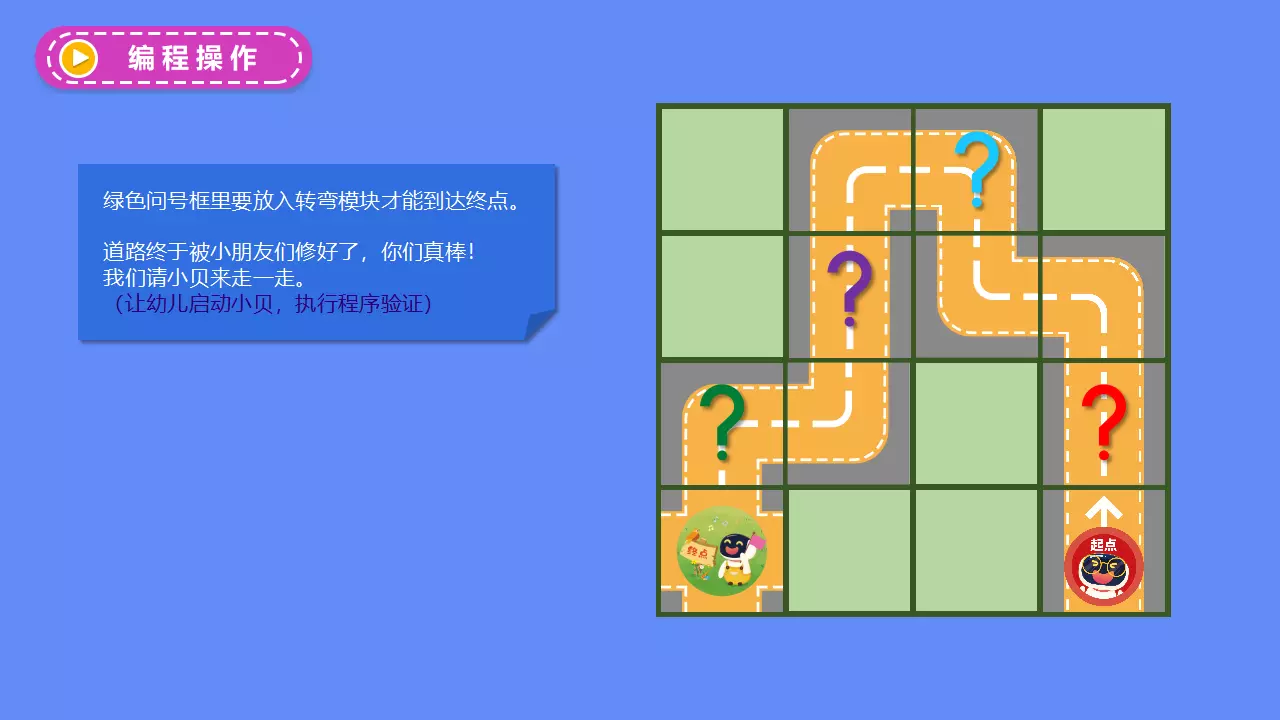 编程操作
绿色问号框里要放入转弯模块才能到达终点。
道路终于被小朋友们修好了，你们真棒！
我们请小贝来走一走。
（让幼儿启动小贝，执行程序验证）
?
?
?
?
终点
起点